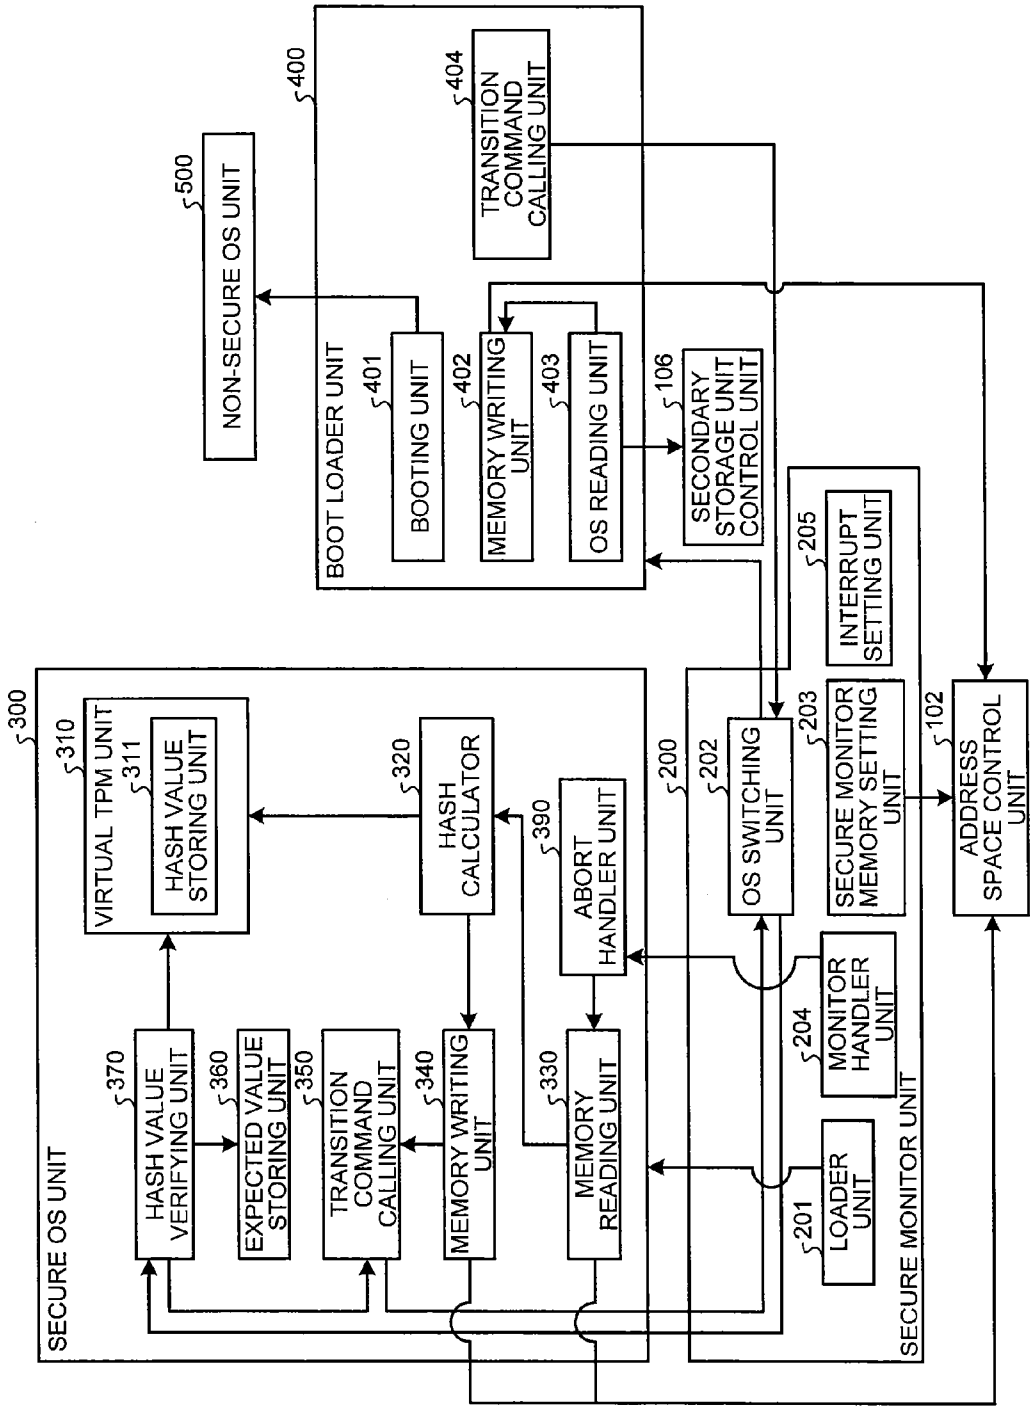 300
SECURE OS UNIT
310
VIRTUAL TPM UNIT
311
HASH VALUE
STORING UNIT
370
HASH VALUE
VERIFYING UNIT
360
EXPECTED VALUE
STORING UNIT
350
TRANSITION
COMMAND
CALLING UNIT
320
HASH
CALCULATOR
340
MEMORY WRITING
UNIT
390
ABORT
HANDLER UNIT
330
MEMORY
READING UNIT
500
NON-SECURE OS UNIT
400
BOOT LOADER UNIT
401
BOOTING UNIT
402
MEMORY WRITING
UNIT
403
OS READING UNIT
404
TRANSITION
COMMAND
CALLING UNIT
106
SECONDARY
STORAGE UNIT
CONTROL UNIT
200
202
OS SWITCHING
UNIT
201
LOADER
UNIT
204
MONITOR
HANDLER
UNIT
203
SECURE MONITOR
MEMORY SETTING
UNIT
205
INTERRUPT
SETTING UNIT
SECURE MONITOR UNIT
102
ADDRESS
SPACE CONTROL
UNIT